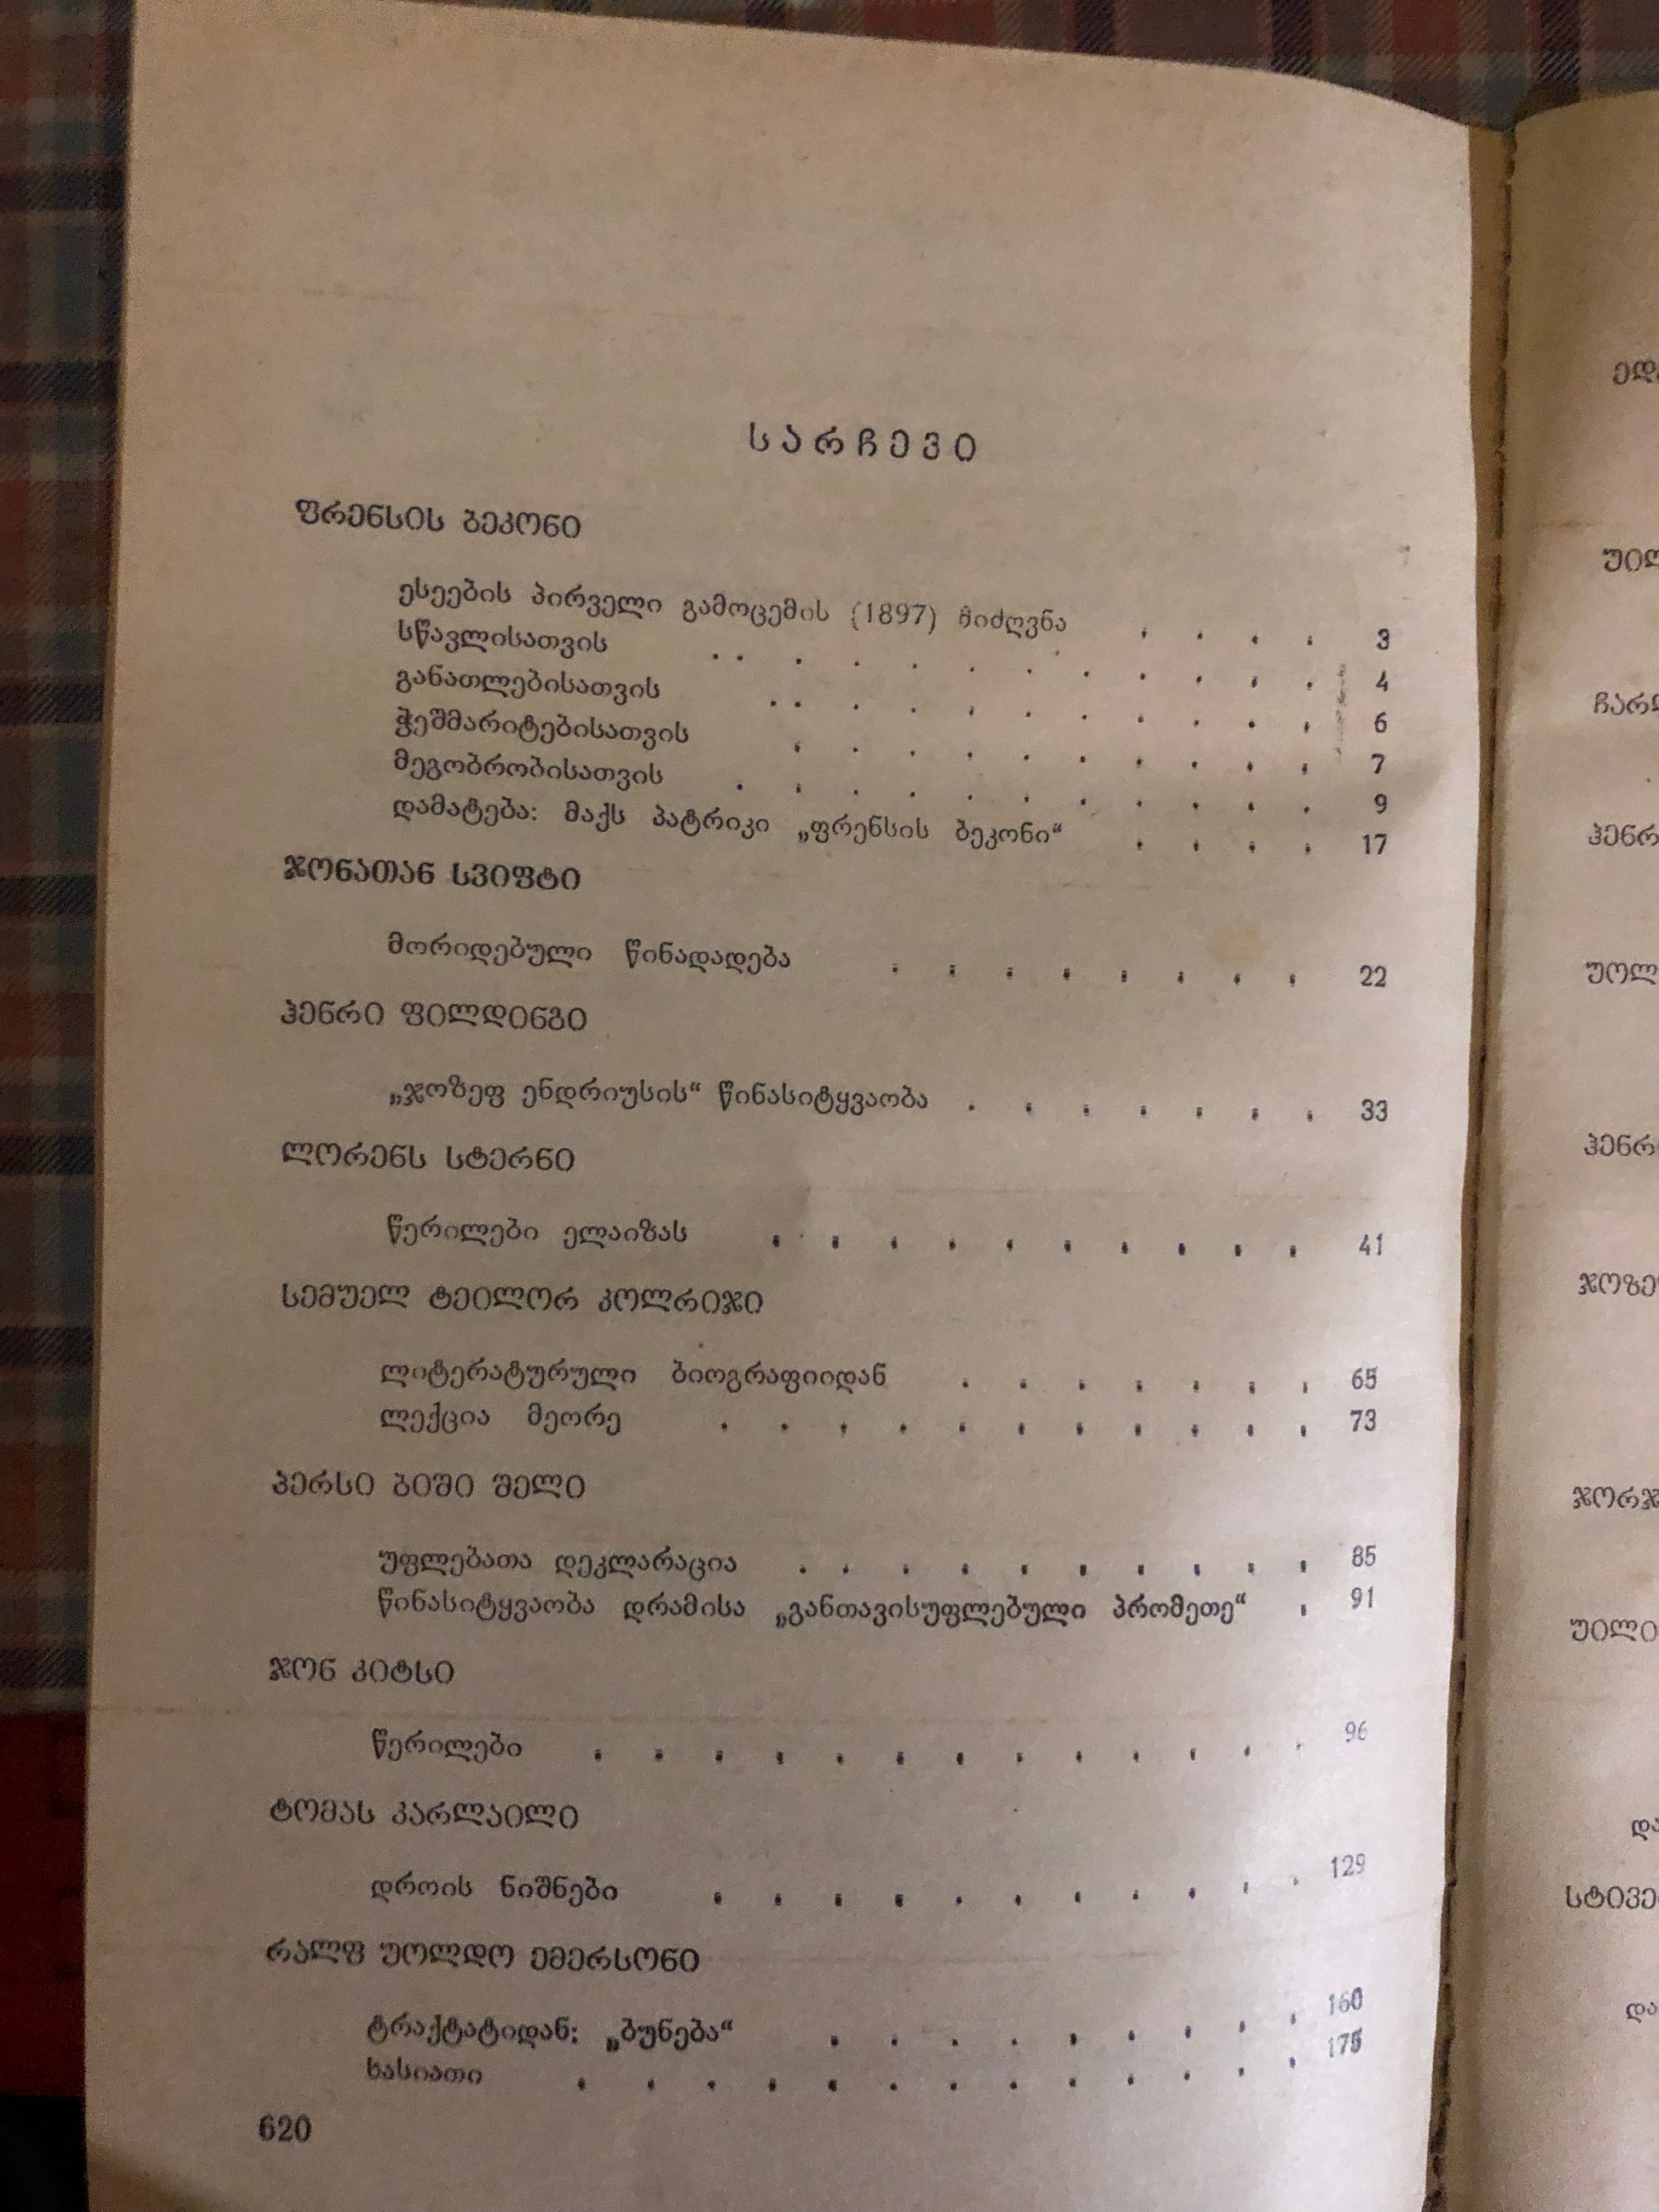 სარჩევი
ფრენსის ბეკონი
ესეების პირველი გამოცემის (1897) მიძღვნა . . . . 3
სწავლისათვის . . . . . . . . . . . . 4
განათლებისათვის . . . . . . . . . . . 6
ჭეშმარიტებისათვის . . . . . . . . . . 7
მეგობრობისათვის . . . . . . . . . . . 9
დამატება: მაქს პატრიკი „ფრენსის ბეკონი“ . . . . 17
ჯონათან სვიფტი
მორიდებული წინადადება . . . . . . . . 22
ჰენრი ფილდინგი
„ჯოზეფ ენდრიუსის“ წინასიტყვაობა . . . . . . . 33
ლორენს სტერნი
წერილები ელაიზას . . . . . . . . . . 41
სემუელ ტეილორ კოლრიჯი
ლიტერატურული ბიოგრაფიიდან . . . . . . . 65
ლექცია მეორე . . . . . . . . . . . 73
პერსი ბიში შელი
უფლებათა დეკლარაცია . . . . . . . . . . 85
წინასიტყვაობა დრამისა „განთავისუფლებული პრომეთე“ . 91
ჯონ კიტსი
წერილები . . . . . . . . . . . . . 96
ტომას კარლაილი
დროის ნიშნები . . . . . . . . . . . 129
რალფ უოლდო ემერსონი
ტრაქტატიდან: „ბუნება“ . . . . . . . . . 160
ხასიათი . . . . . . . . . . . . . 175
620